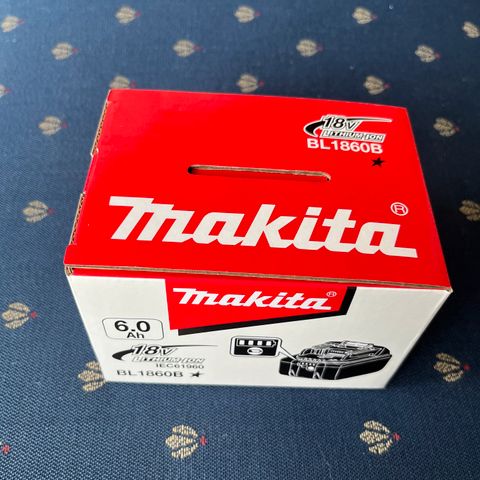 18V
LITHIUM-ION
BL1860B
★
makita®
makita®
6.0
Ah
18V
LITHIUM-ION
IEC61960
BL1860B ★